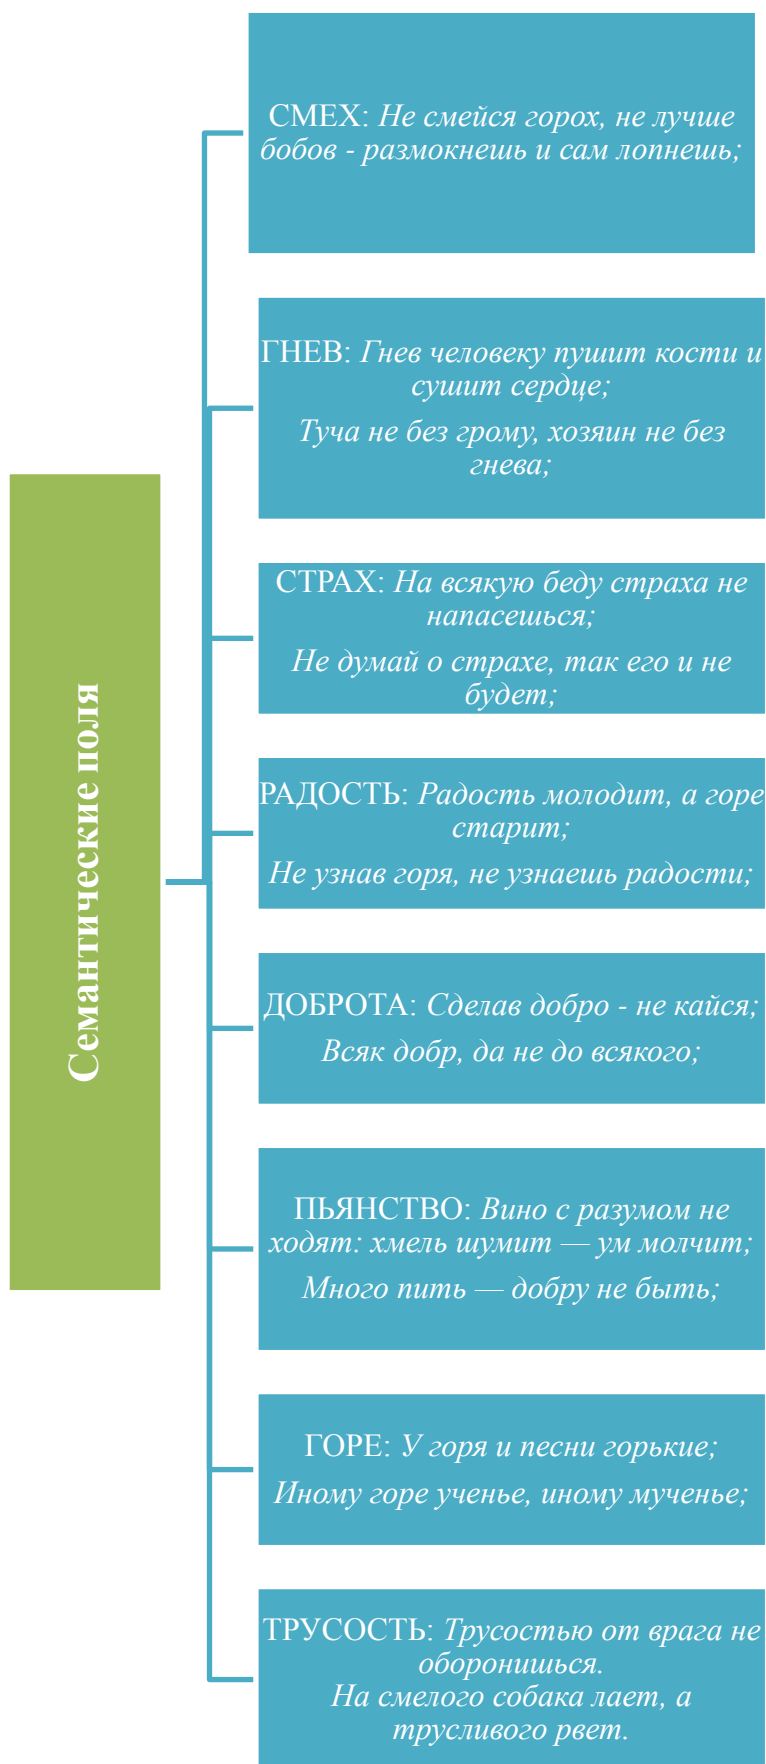 Семантические поля
СМЕХ: Не смейся горох, не лучше
бобов - размокнешь и сам лопнешь;
ГНЕВ: Гнев человеку пушит кости и
сушит сердце;
Туча не без грому, хозяин не без
гнева;
СТРАХ: На всякую беду страха не
напасешься;
Не думай о страхе, так его и не
будет;
РАДОСТЬ: Радость молодит, а горе
старит;
Не узнав горя, не узнаешь радости;
ДОБРОТА: Сделав добро - не кайся;
Всяк добр, да не до всякого;
ПЬЯНСТВО: Вино с разумом не
ходят: хмель шумит — ум молчит;
Много пить — добру не быть;
ГОРЕ: У горя и песни горькие;
Иному горе ученье, иному мученье;
ТРУСОСТЬ: Трусостью от врага не
оборонишься.
На смелого собака лает, а
трусливого рвет.